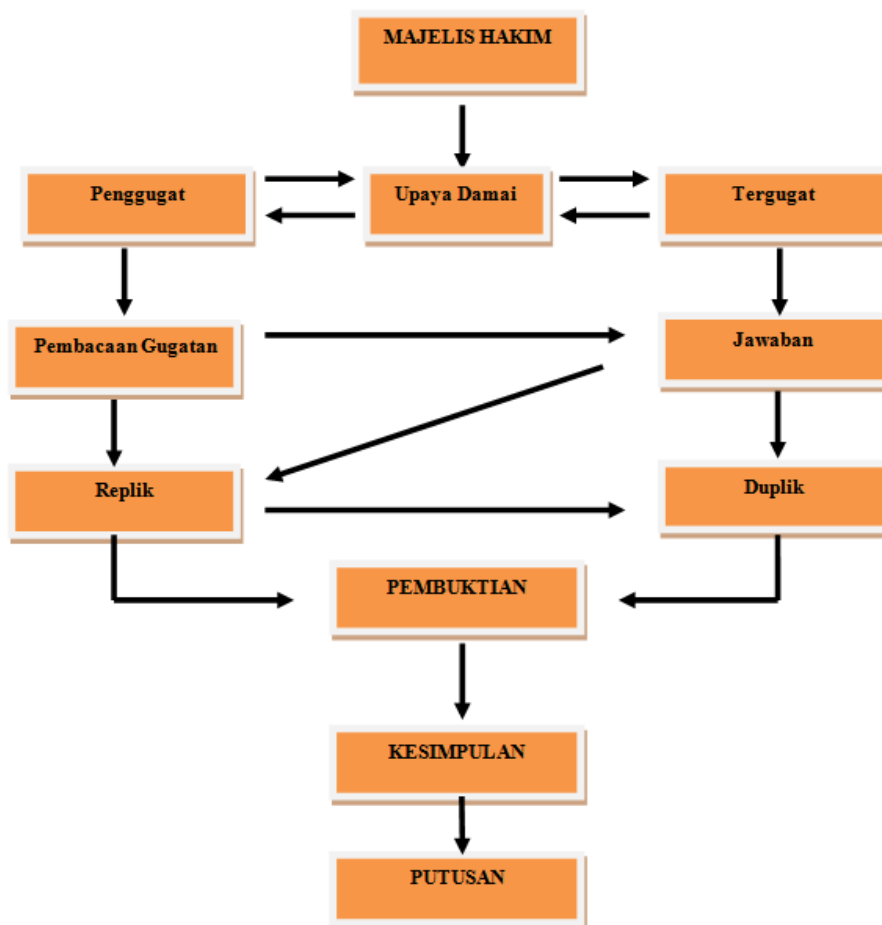 MAJELIS HAKIM
Penggugat
Upaya Damai
Tergugat
Pembacaan Gugatan
Jawaban
Replik
Duplik
PEMBUKTIAN
KESIMPULAN
PUTUSAN